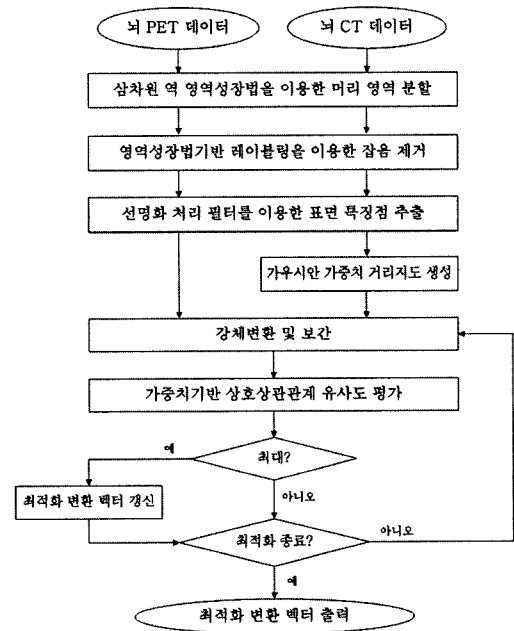 뇌 PET 데이터
뇌 CT 데이터
삼차원 역 영역성장법을 이용한 머리 영역 분할
영역성장법기반 레이블링을 이용한 잡음 제거
선명화 처리 필터를 이용한 표면 특징점 추출
가우시안 가중치 거리지도 생성
강체변환 및 보간
가중치기반 상호상관관계 유사도 평가
예
최대?
최적화 변환 벡터 갱신
아니오
최적화 종료?
아니오
예
최적화 변환 벡터 출력